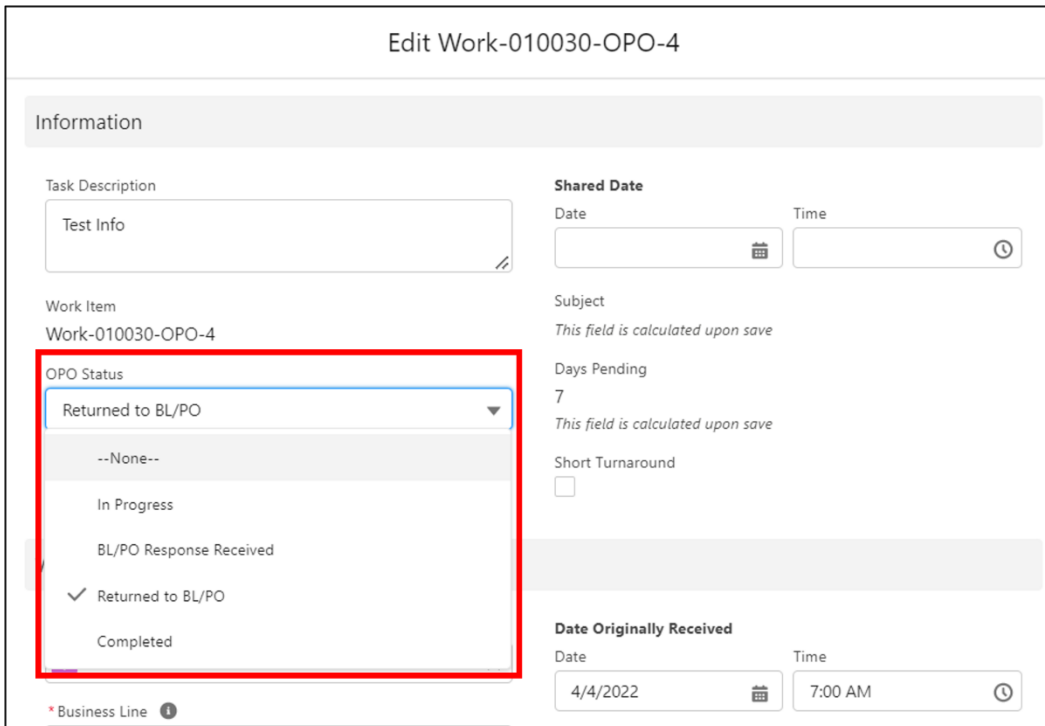 Edit Work-010030-OPO-4
Information
Task Description
Test Info
Work Item
Work-010030-OPO-4
OPO Status
Returned to BL/PO
--None--
In Progress
BL/PO Response Received
Returned to BL/PO
Completed
* Business Line
Shared Date
Date Time
Subject
This field is calculated upon save
Days Pending
7
This field is calculated upon save
Short Turnaround
Date Originally Received
Date Time
4/4/2022 7:00 AM